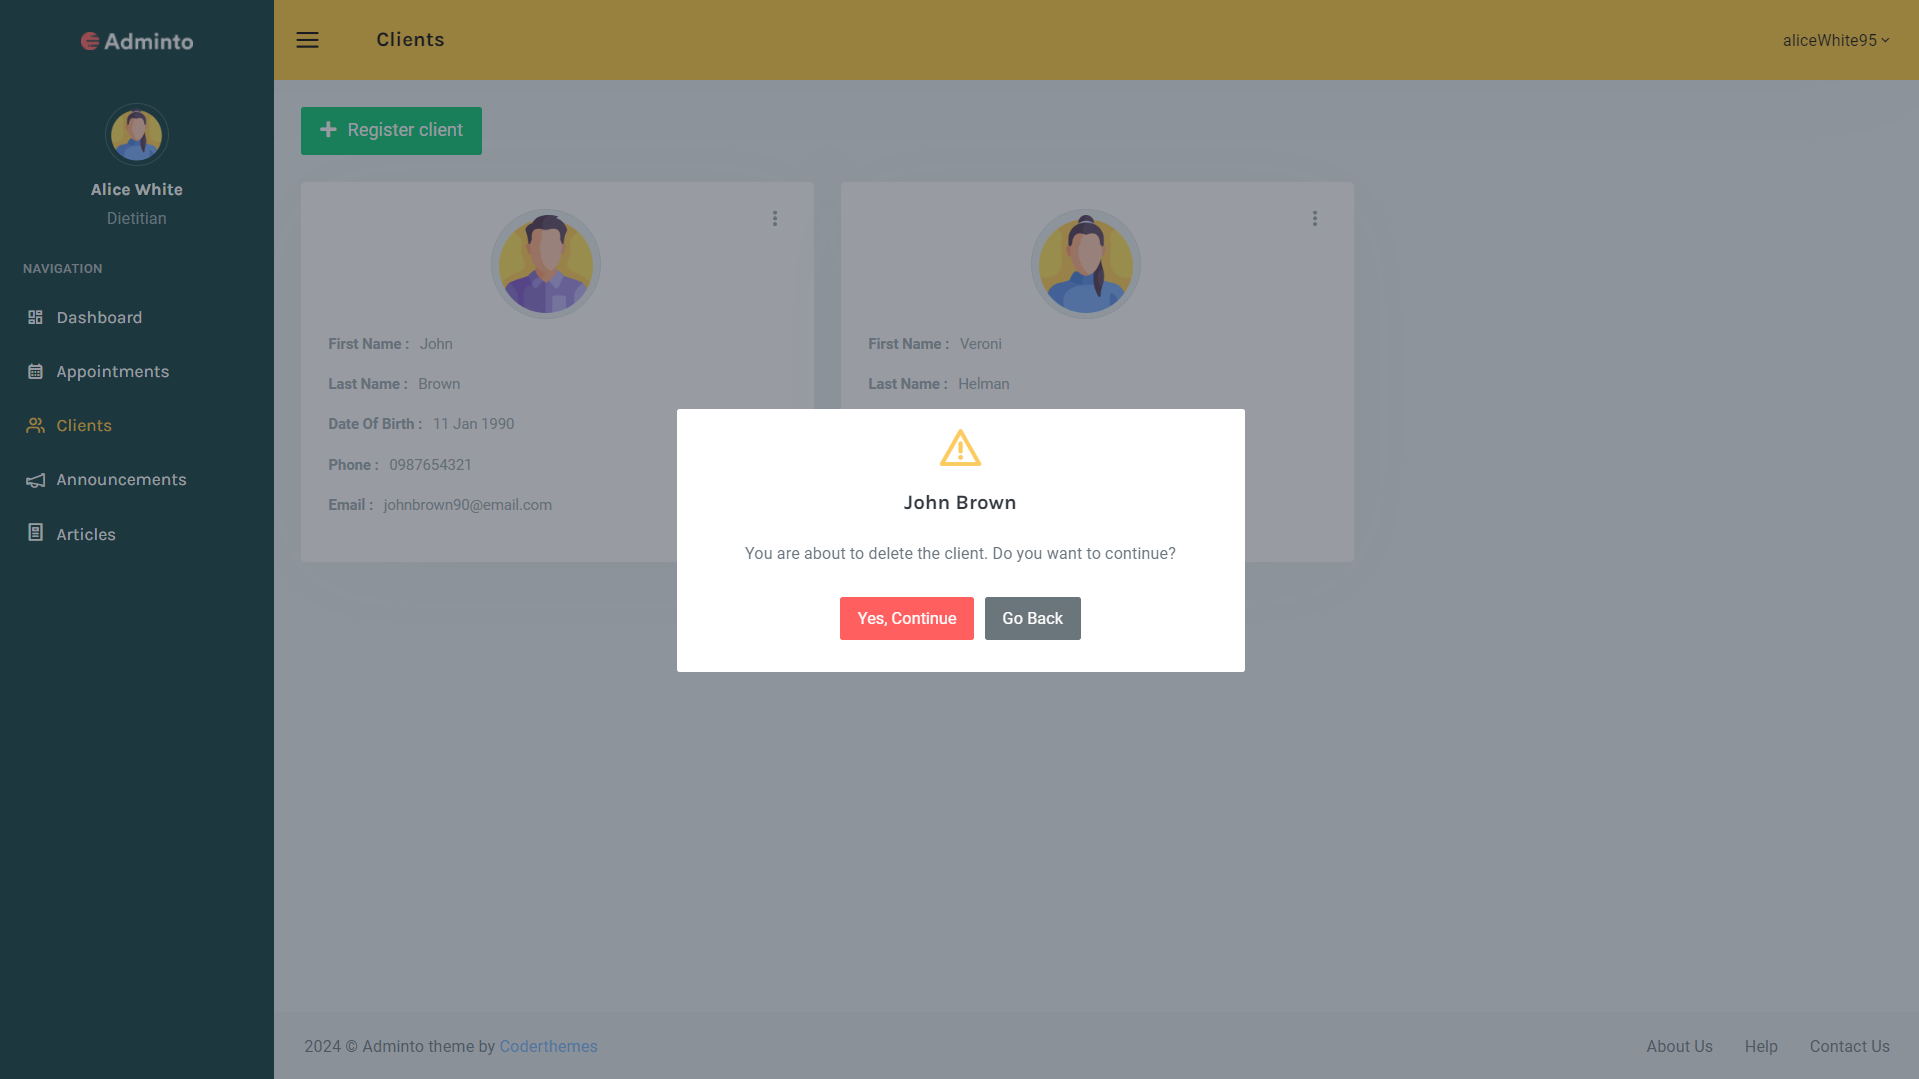 Adminto
Clients
aliceWhite95
Register client
Alice White
Dietitian
NAVIGATION
Dashboard
Appointments
Clients
Announcements
Articles
First Name : John
Last Name : Brown
Date Of Birth : 11 Jan 1990
Phone : 0987654321
Email : johnbrown90@email.com
First Name : Veroni
Last Name : Helman
John Brown
You are about to delete the client. Do you want to continue?
Yes, Continue
Go Back
2024 © Adminto theme by Coderthemes
About Us
Help
Contact Us